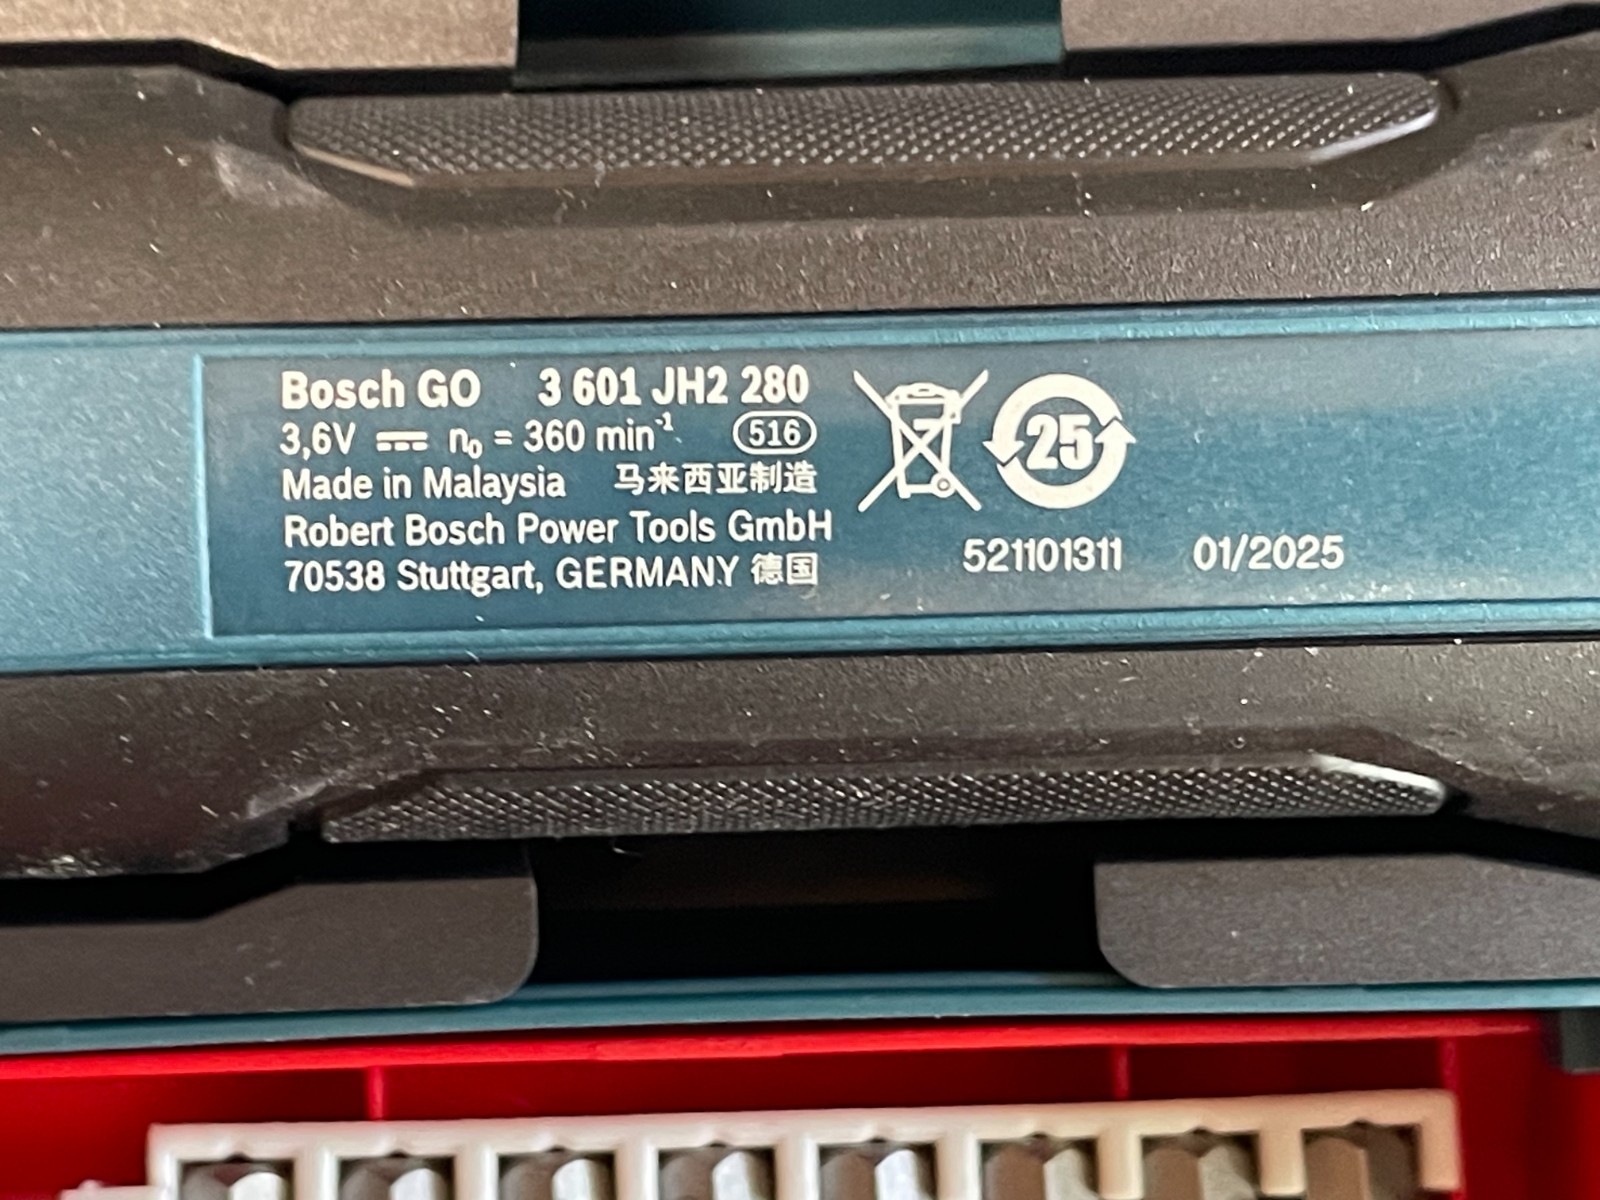 Bosch GO 3 601 JH2 280
3,6V n₀ = 360 min⁻¹ 516
Made in Malaysia 马来西亚制造
Robert Bosch Power Tools GmbH
70538 Stuttgart, GERMANY 德国
25
521101311 01/2025